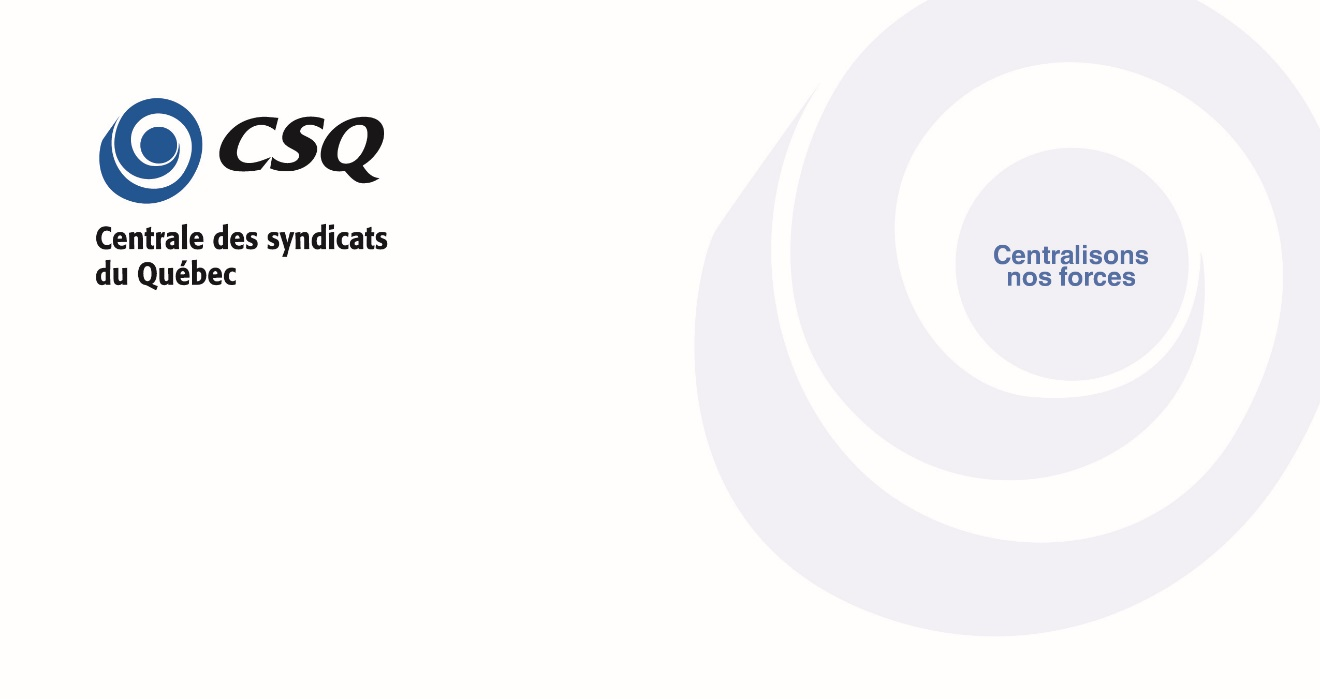 CSQ
Centrale des syndicats
du Québec
Centralisons
nos forces